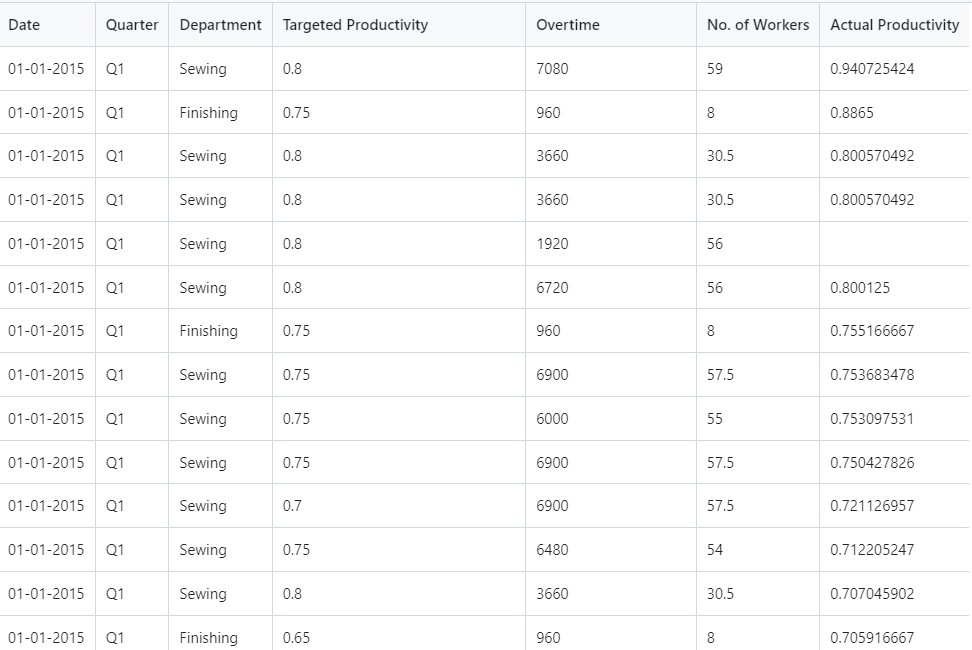 Date Quarter Department Targeted Productivity Overtime No. of Workers Actual Productivity
01-01-2015 Q1 Sewing 0.8 7080 59 0.940725424
01-01-2015 Q1 Finishing 0.75 960 8 0.8865
01-01-2015 Q1 Sewing 0.8 3660 30.5 0.800570492
01-01-2015 Q1 Sewing 0.8 3660 30.5 0.800570492
01-01-2015 Q1 Sewing 0.8 1920 56
01-01-2015 Q1 Sewing 0.8 6720 56 0.800125
01-01-2015 Q1 Finishing 0.75 960 8 0.755166667
01-01-2015 Q1 Sewing 0.75 6900 57.5 0.753683478
01-01-2015 Q1 Sewing 0.75 6000 55 0.753097531
01-01-2015 Q1 Sewing 0.75 6900 57.5 0.750427826
01-01-2015 Q1 Sewing 0.7 6900 57.5 0.721126957
01-01-2015 Q1 Sewing 0.75 6480 54 0.712205247
01-01-2015 Q1 Sewing 0.8 3660 30.5 0.707045902
01-01-2015 Q1 Finishing 0.65 960 8 0.705916667